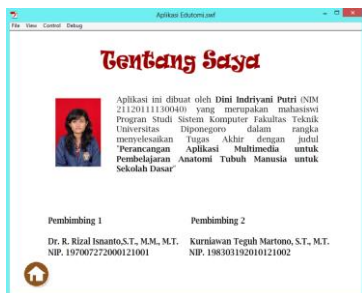 Aplikasi Edutomi.swf
File View Control Debug
Tentang Saya
Aplikasi ini dibuat oleh Dini Indriyani Putri (NIM
21120111130040) yang merupakan mahasiswi
Progran Studi Sistem Komputer Fakultas Teknik
Universitas Diponegoro dalam rangka
menyelesaikan Tugas Akhir dengan judul
"Perancangan Aplikasi Multimedia untuk
Pembelajaran Anatomi Tubuh Manusia untuk
Sekolah Dasar"
Pembimbing 1
Pembimbing 2
Dr. R. Rizal Isnanto,S.T., M.M., M.T.
Kurniawan Teguh Martono, S.T., M.T.
NIP. 197007272000121001
NIP. 198303192010121002